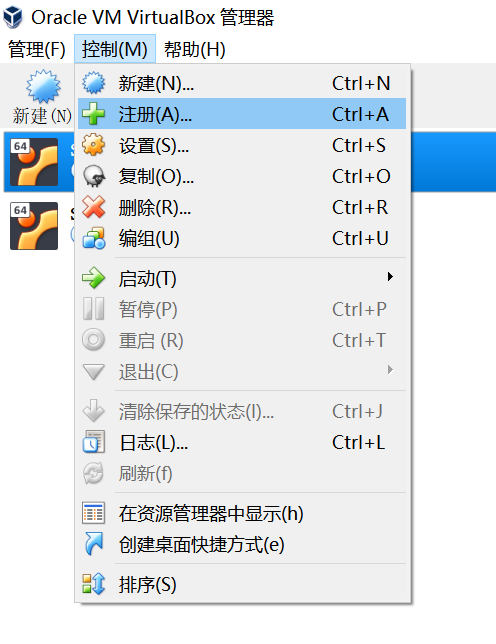 Oracle VM VirtualBox 管理器
管理(F) 控制(M) 帮助(H)
新建(N)
64
64
新建(N)... Ctrl+N
注册(A)... Ctrl+A
设置(S)... Ctrl+S
复制(O)... Ctrl+O
删除(R)... Ctrl+R
编组(U) Ctrl+U
启动(T)
暂停(P) Ctrl+P
重启 (R) Ctrl+T
退出(C)
清除保存的状态(I)... Ctrl+J
日志(L)... Ctrl+L
刷新(f)
在资源管理器中显示(h)
创建桌面快捷方式(e)
排序(S)